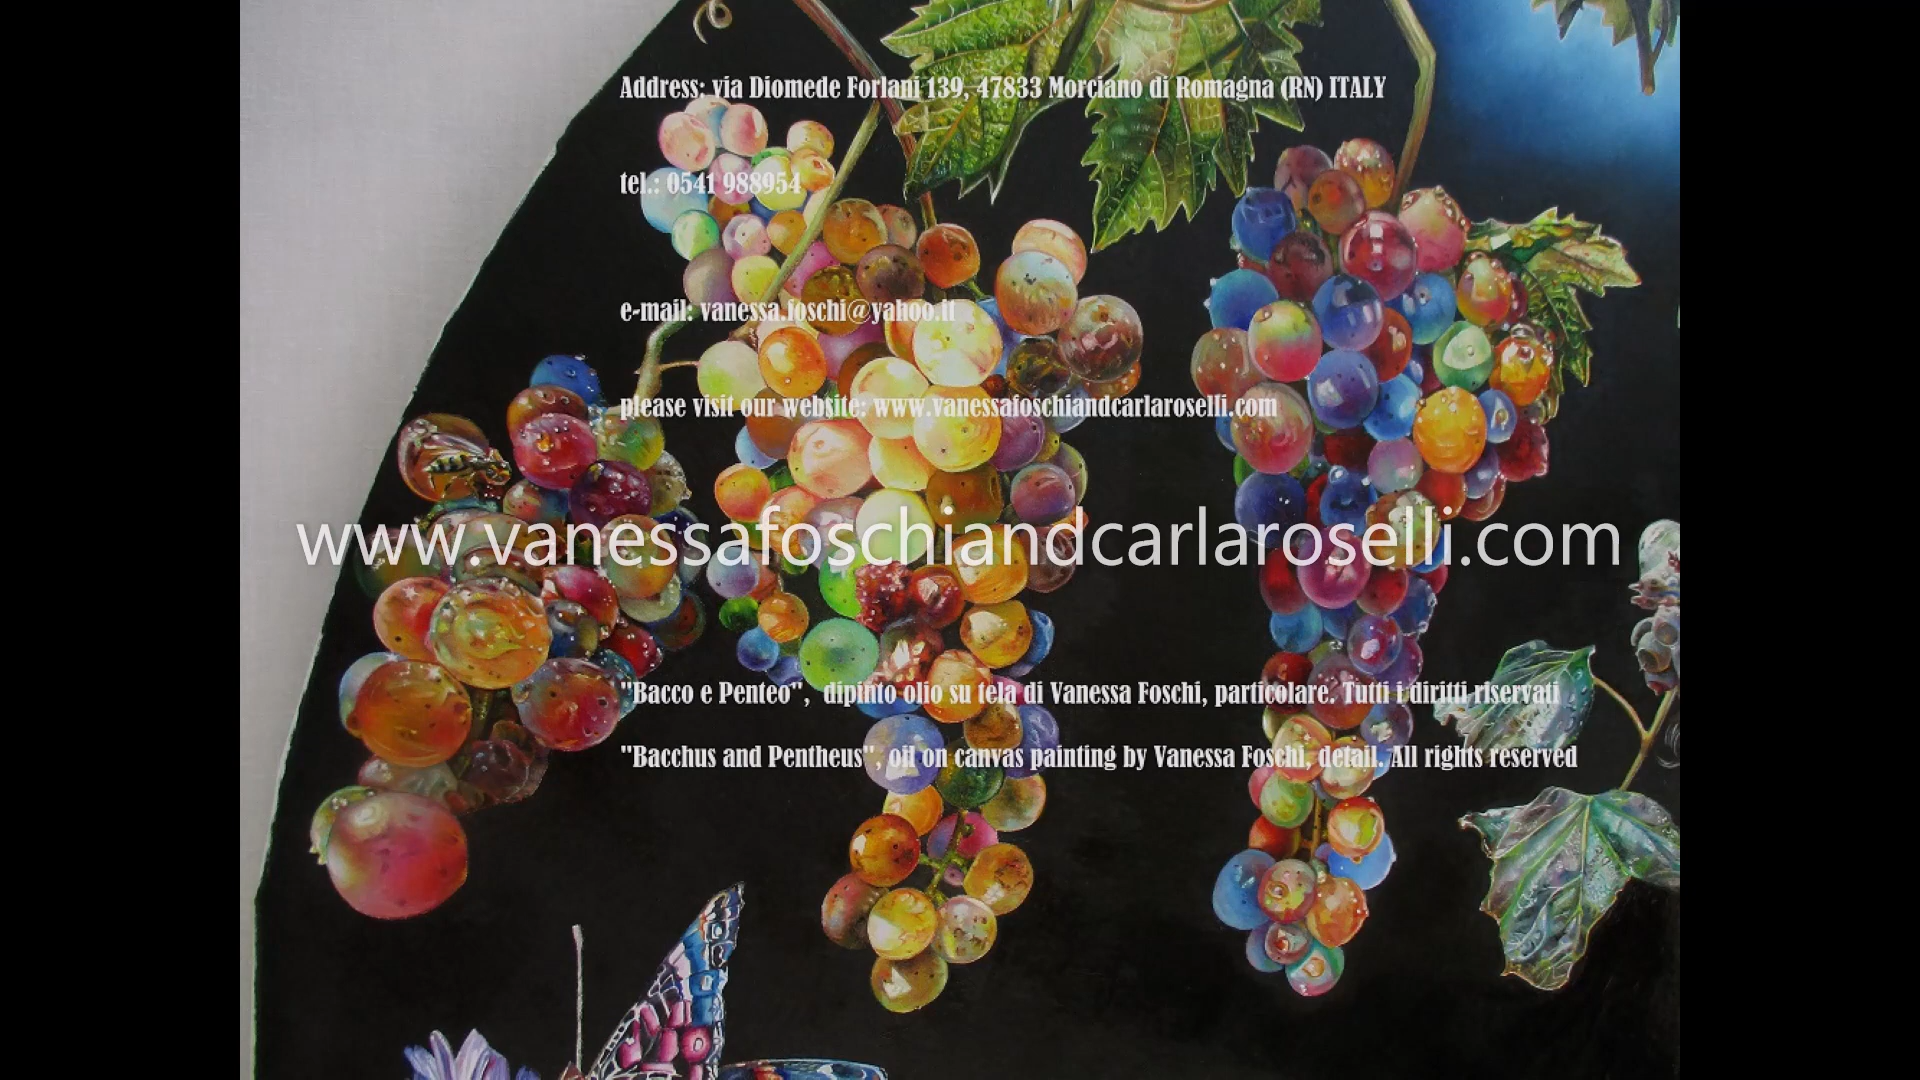 Address: via Diomede Forlani 139, 47833 Morciano di Romagna (RN) ITALY
tel.: 0541 988954
e-mail: vanessa.foschi@yahoo.it
please visit our website: www.vanessafoschiandcarlaroselli.com
www.vanessafoschiandcarlaroselli.com
"Bacco e Penteo", dipinto olio su tela di Vanessa Foschi, particolare. Tutti i diritti riservati
"Bacchus and Pentheus", oil on canvas painting by Vanessa Foschi, detail. All rights reserved